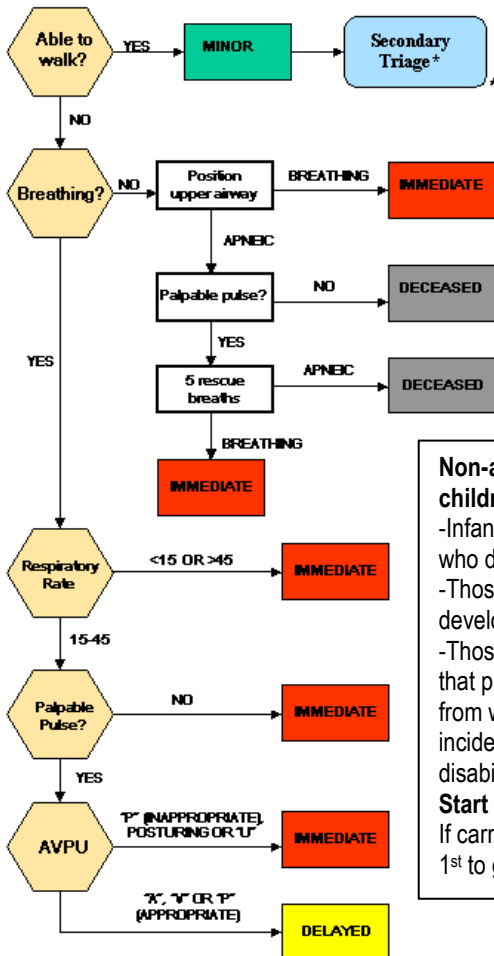 Able to
walk?
YES
MINOR
Secondary
Triage*
NO
Breathing?
NO
Position
upper airway
BREATHING
IMMEDIATE
APNEIC
Palpable pulse?
NO
DECEASED
YES
YES
5 rescue
breaths
APNEIC
DECEASED
BREATHING
IMMEDIATE
Respiratory
Rate
<15 OR >45
IMMEDIATE
15-45
Palpable
Pulse?
NO
IMMEDIATE
YES
AVPU
"P" (INAPPROPRIATE),
POSTURING OR "U"
IMMEDIATE
"A", "V" OR "P"
(APPROPRIATE)
DELAYED
Non-a
childr
-Infan
who d
-Thos
develo
-Thos
that p
from w
incide
disabi
Start
If carr
1st to g